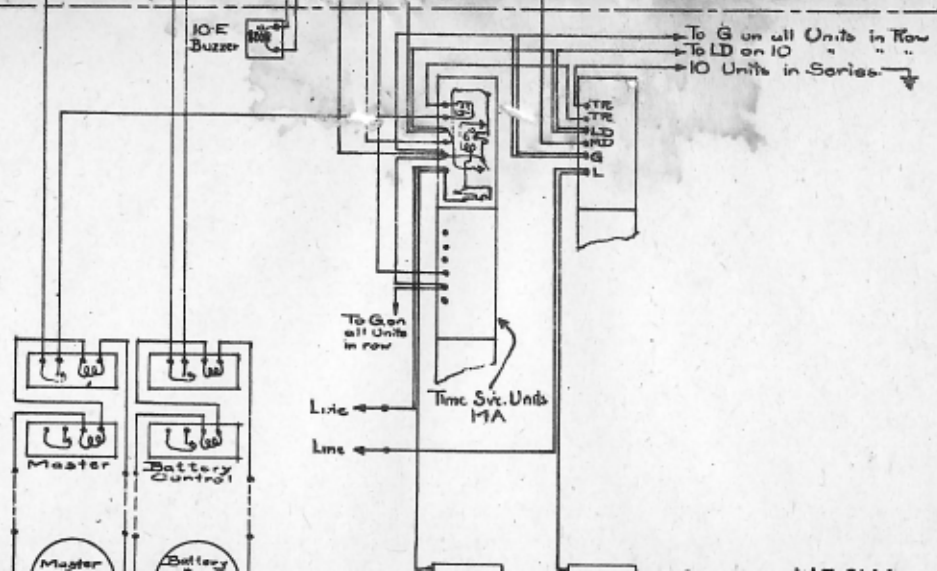 10-E
Buzzer
To G on all Units in Row
To LD on 10 " " "
10 Units in Series
TR
TR
LD
MD
G
L
To G on
all Units
in row
Time Svc. Units
Line
Line
Master
Battery
Control
Master
Battery